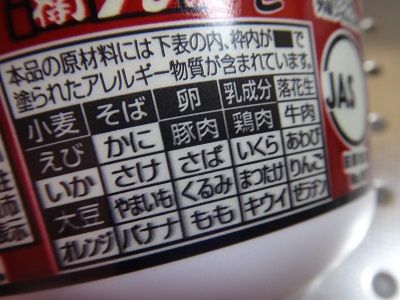 本品の原材料には下表の内、枠内が■で
塗られたアレルギー物質が含まれています。
小麦 そば 卵 乳成分 落花生
えび かに 豚肉 鶏肉 牛肉
いか さけ さば いくら あわび
大豆 やまいも くるみ まつたけ りんご
オレンジ バナナ もも キウイ ゼラチン
JAS